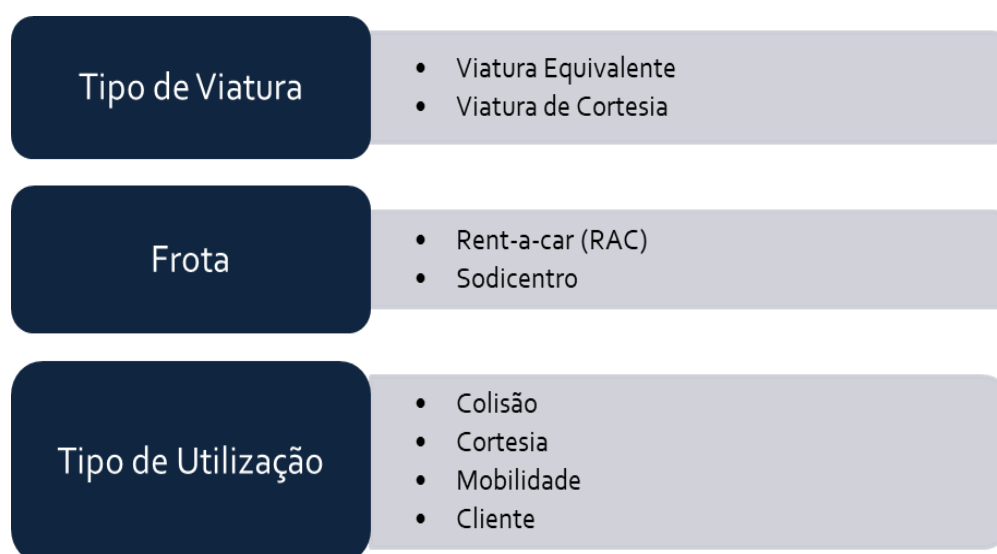 Tipo de Viatura
• Viatura Equivalente
• Viatura de Cortesia
Frota
• Rent-a-car (RAC)
• Sodicentro
Tipo de Utilização
• Colisão
• Cortesia
• Mobilidade
• Cliente